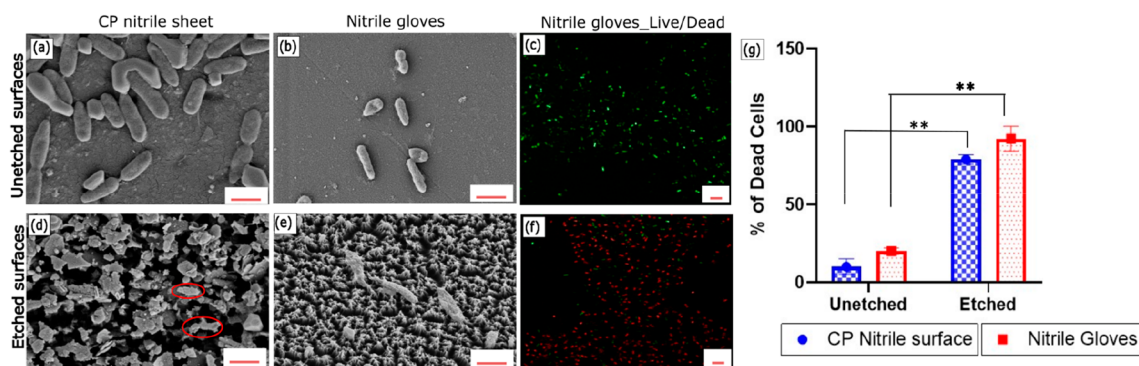 CP nitrile sheet
Nitrile gloves
Nitrile gloves_Live/Dead
Unetched surfaces
(a)
(b)
(c)
Etched surfaces
(d)
(e)
(f)
(g)
150
100
50
0
% of Dead Cells
**
**
Unetched
Etched
CP Nitrile surface
Nitrile Gloves